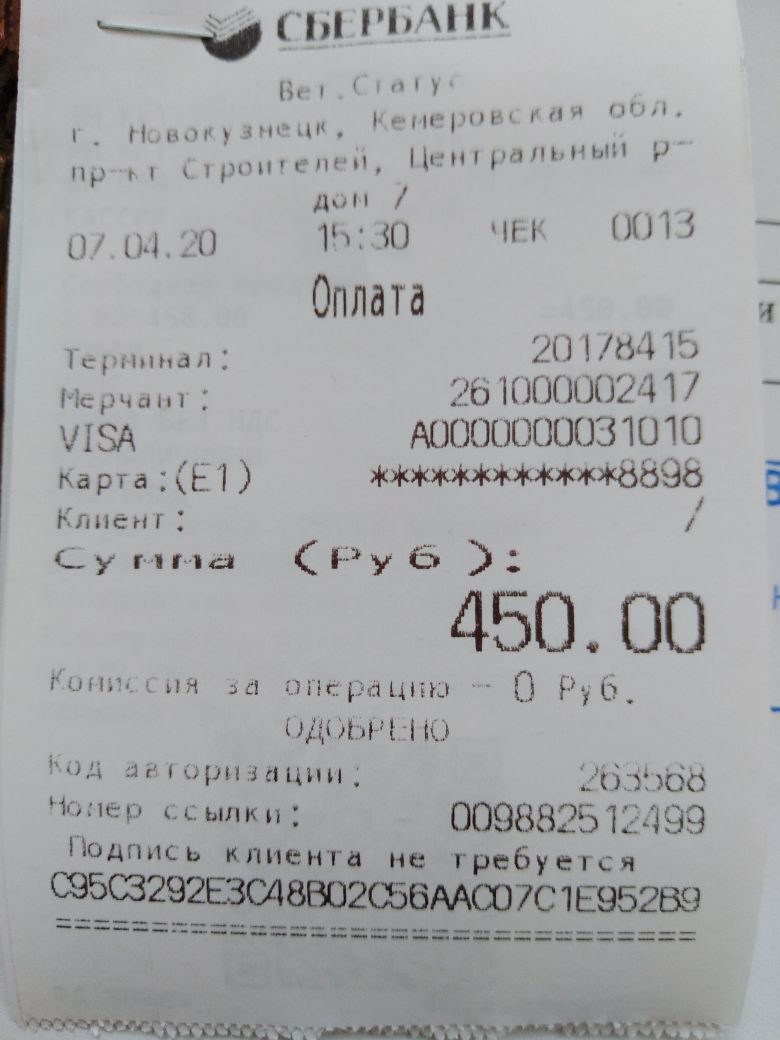 СБЕРБАНК
Вет.Статус
г. Новокузнецк, Кемеровская обл.
пр-кт Строителей, Центральный р-
дом 7
07.04.20 15:30 ЧЕК 0013
Оплата
Терминал: 20178415
Мерчант: 261000002417
VISA A0000000031010
Карта:(E1) ************8898
Клиент: /
Сумма (Руб):
450.00
Комиссия за операцию - 0 Руб.
ОДОБРЕНО
Код авторизации: 263568
Номер ссылки: 009882512499
Подпись клиента не требуется
C95C3292E3C48B02C56AAC07C1E952B9
==================================